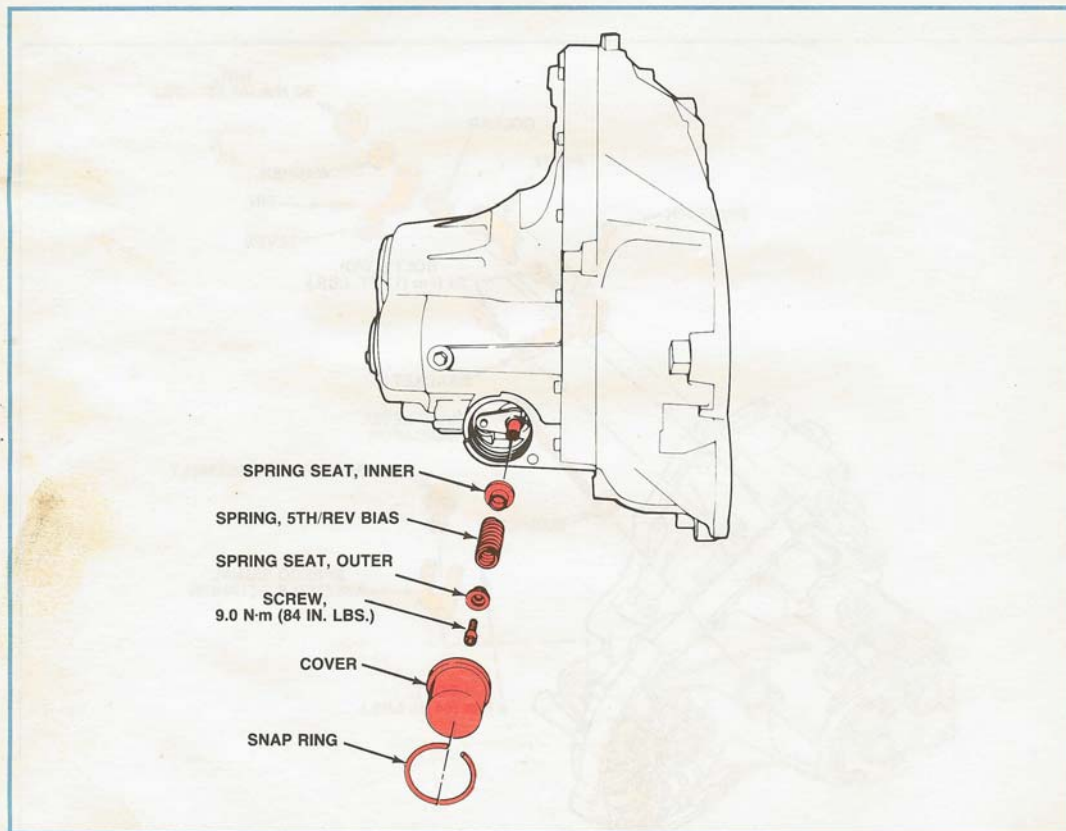 SPRING SEAT, INNER
SPRING, 5TH/REV BIAS
SPRING SEAT, OUTER
SCREW,
9.0 N·m (84 IN. LBS.)
COVER
SNAP RING